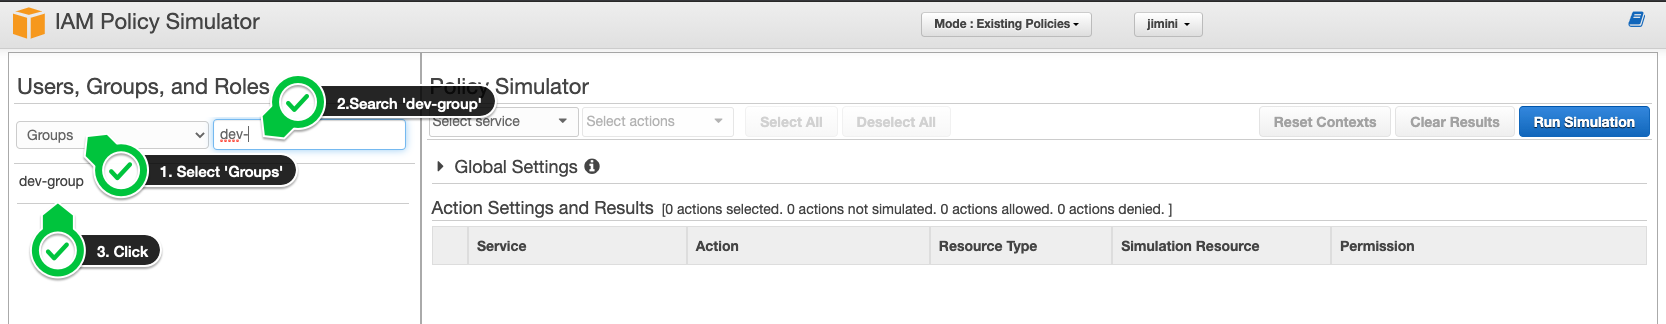 IAM Policy Simulator
Mode : Existing Policies
jimini
Users, Groups, and Roles
Policy Simulator
2.Search 'dev-group'
Groups
dev-
Select service
Select actions
Select All
Deselect All
Reset Contexts
Clear Results
Run Simulation
1. Select 'Groups'
Global Settings
dev-group
Action Settings and Results [0 actions selected. 0 actions not simulated. 0 actions allowed. 0 actions denied. ]
3. Click
Service
Action
Resource Type
Simulation Resource
Permission